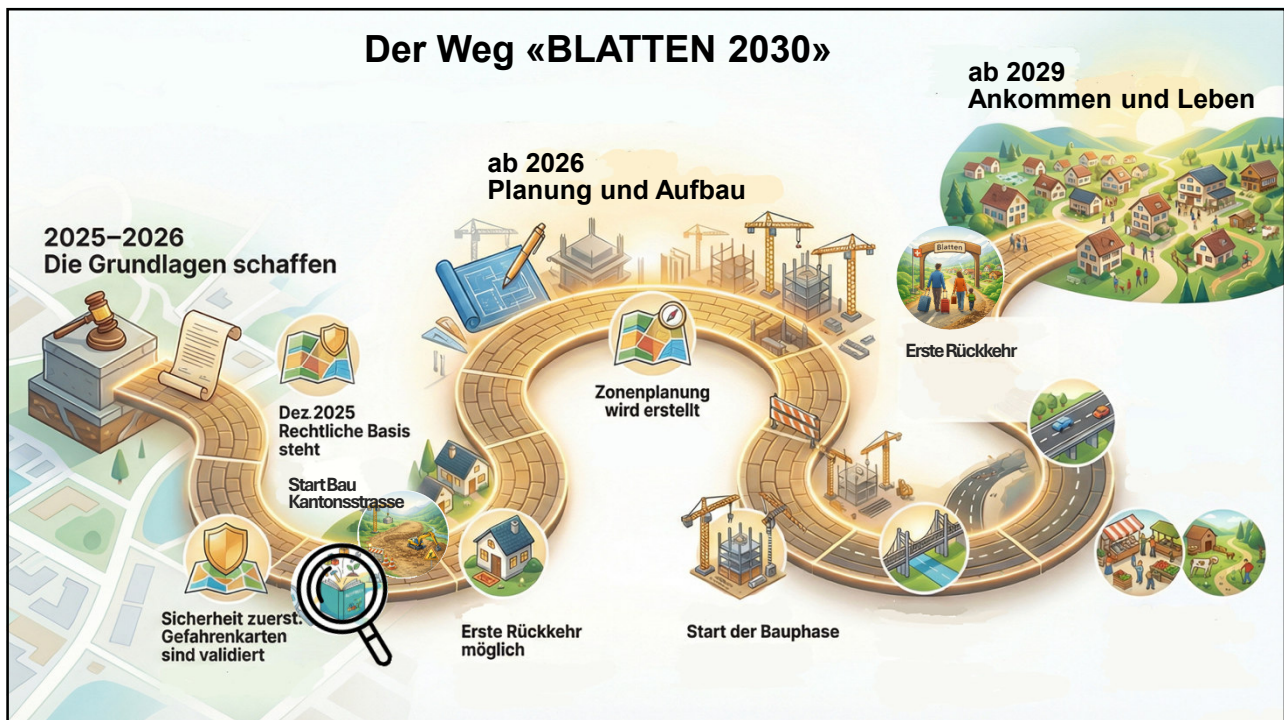 Der Weg «BLATTEN 2030»
ab 2029
Ankommen und Leben
ab 2026
Planung und Aufbau
2025–2026
Die Grundlagen schaffen
Blatten
Erste Rückkehr
Zonenplanung
wird erstellt
Dez. 2025
Rechtliche Basis
steht
Start Bau
Kantonsstrasse
Sicherheit zuerst:
Gefahrenkarten
sind validiert
Erste Rückkehr
möglich
Start der Bauphase